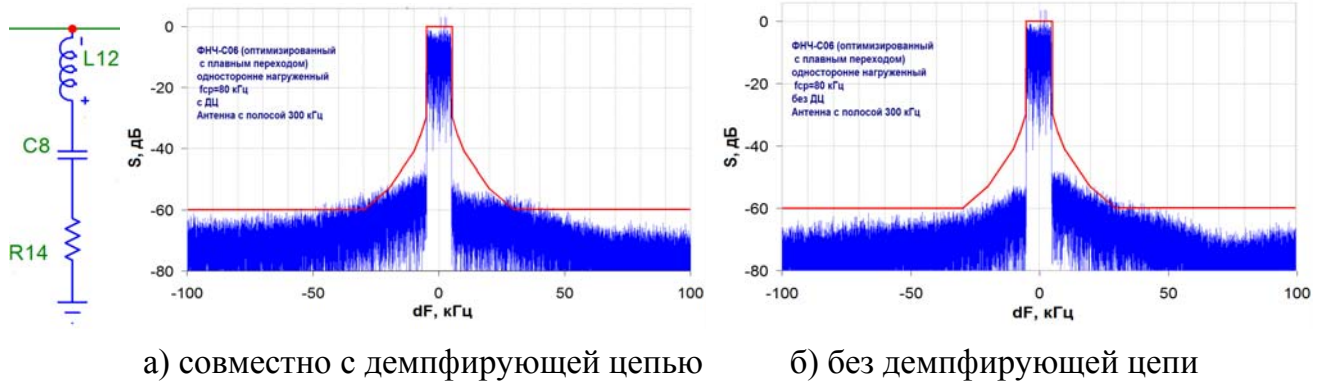 L12
C8
R14
0
-20
-40
-60
-80
S, дБ
ФНЧ-С06 (оптимизированный
с плавным переходом)
односторонне нагруженный
fср=80 кГц
с ДЦ
Антенна с полосой 300 кГц
-100
-50
0
50
100
dF, кГц
0
-20
-40
-60
-80
S, дБ
ФНЧ-С06 (оптимизированный
с плавным переходом)
односторонне нагруженный
fср=80 кГц
без ДЦ
Антенна с полосой 300 кГц
-100
-50
0
50
100
dF, кГц
а) совместно с демпфирующей цепью
б) без демпфирующей цепи